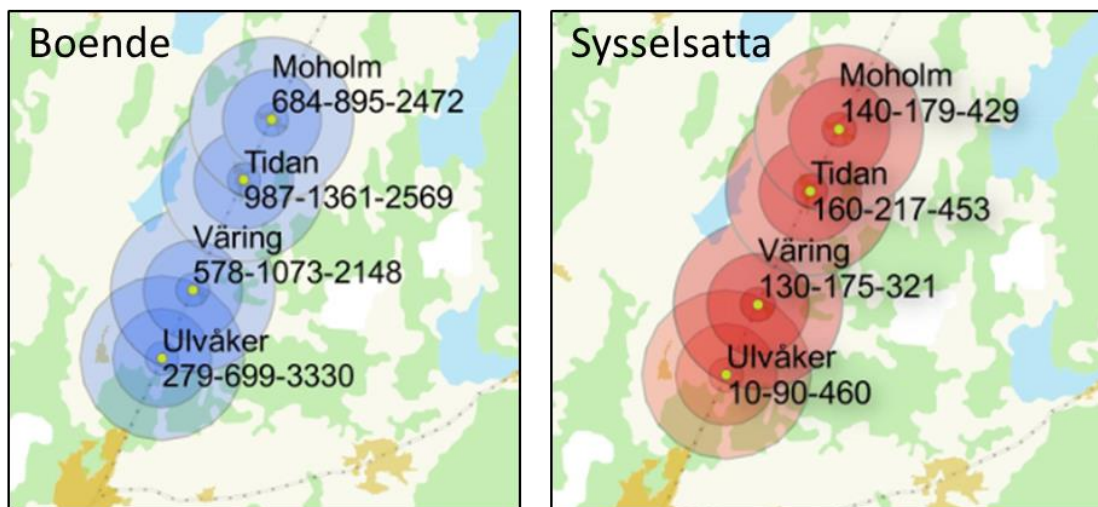 Boende
Moholm
684-895-2472
Tidan
987-1361-2569
Väring
578-1073-2148
Ulvåker
279-699-3330
Sysselsatta
Moholm
140-179-429
Tidan
160-217-453
Väring
130-175-321
Ulvåker
10-90-460